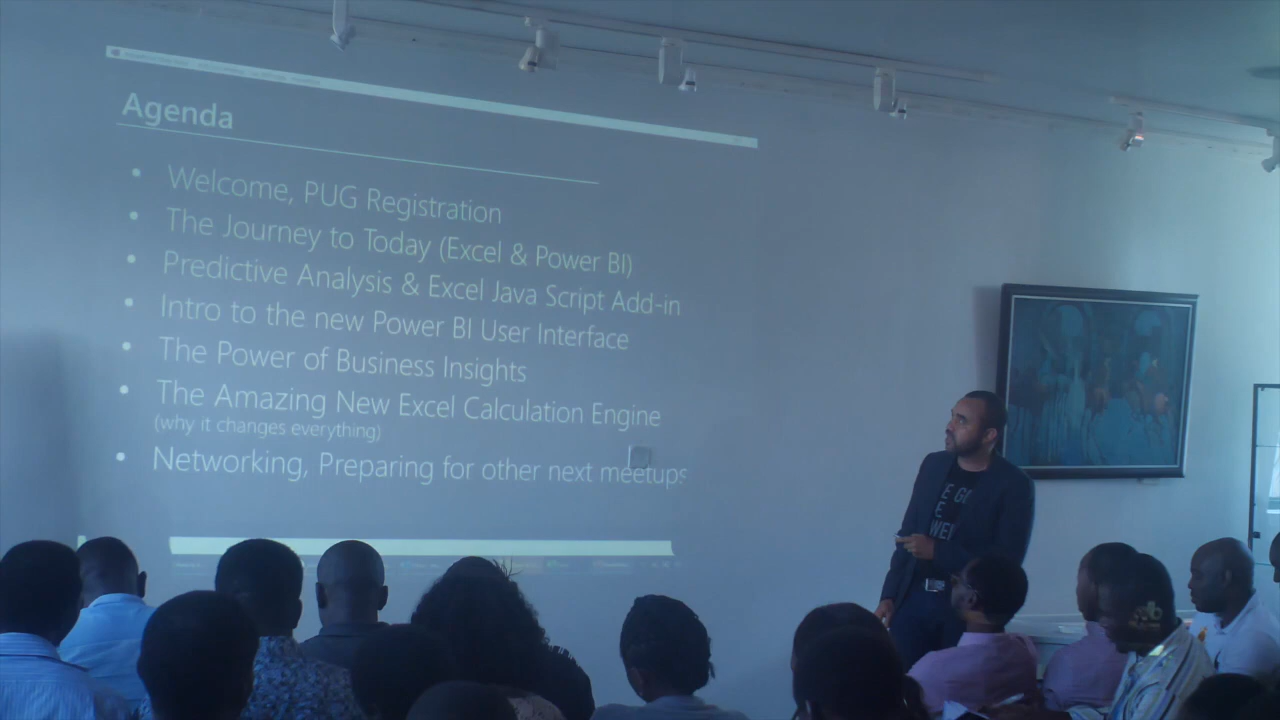 Agenda
• Welcome, PUG Registration
• The Journey to Today (Excel & Power BI)
• Predictive Analysis & Excel Java Script Add-in
• Intro to the new Power BI User Interface
• The Power of Business Insights
• The Amazing New Excel Calculation Engine
(why it changes everything)
• Networking, Preparing for other next meetups
E GO
E
WE